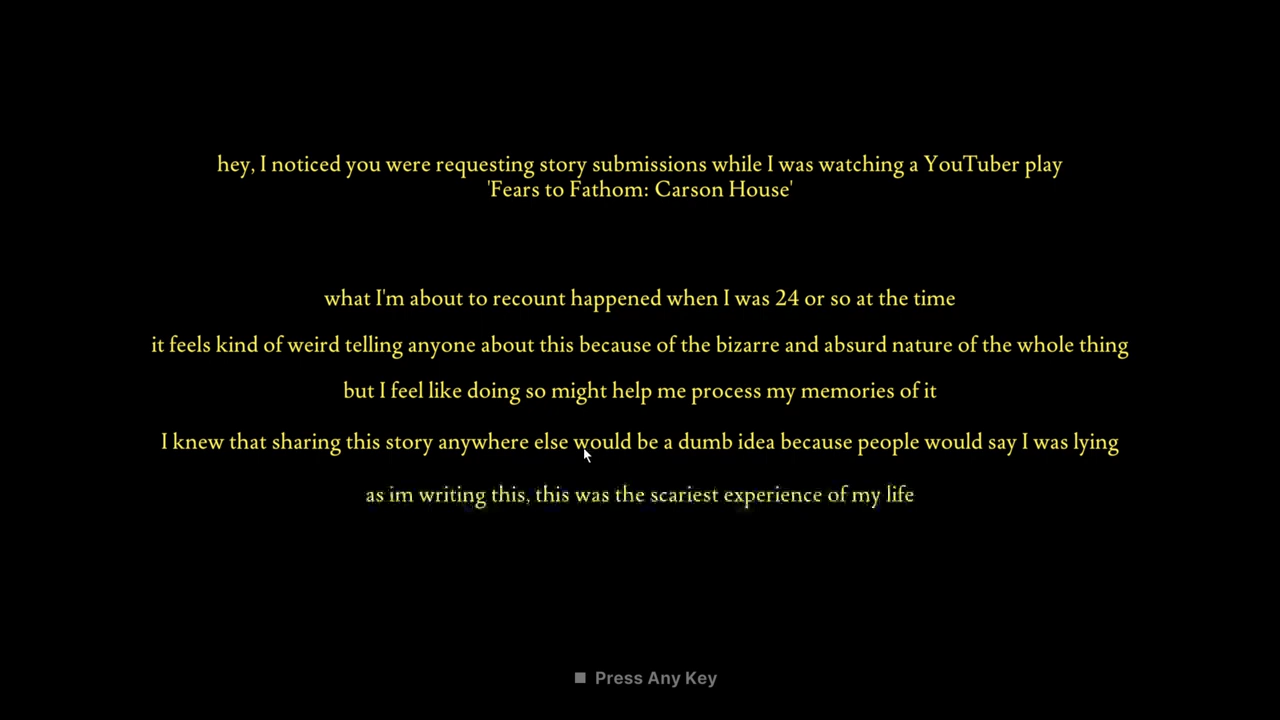 hey, I noticed you were requesting story submissions while I was watching a YouTuber play
'Fears to Fathom: Carson House'
what I'm about to recount happened when I was 24 or so at the time
it feels kind of weird telling anyone about this because of the bizarre and absurd nature of the whole thing
but I feel like doing so might help me process my memories of it
I knew that sharing this story anywhere else would be a dumb idea because people would say I was lying
as im writing this, this was the scariest experience of my life
Press Any Key